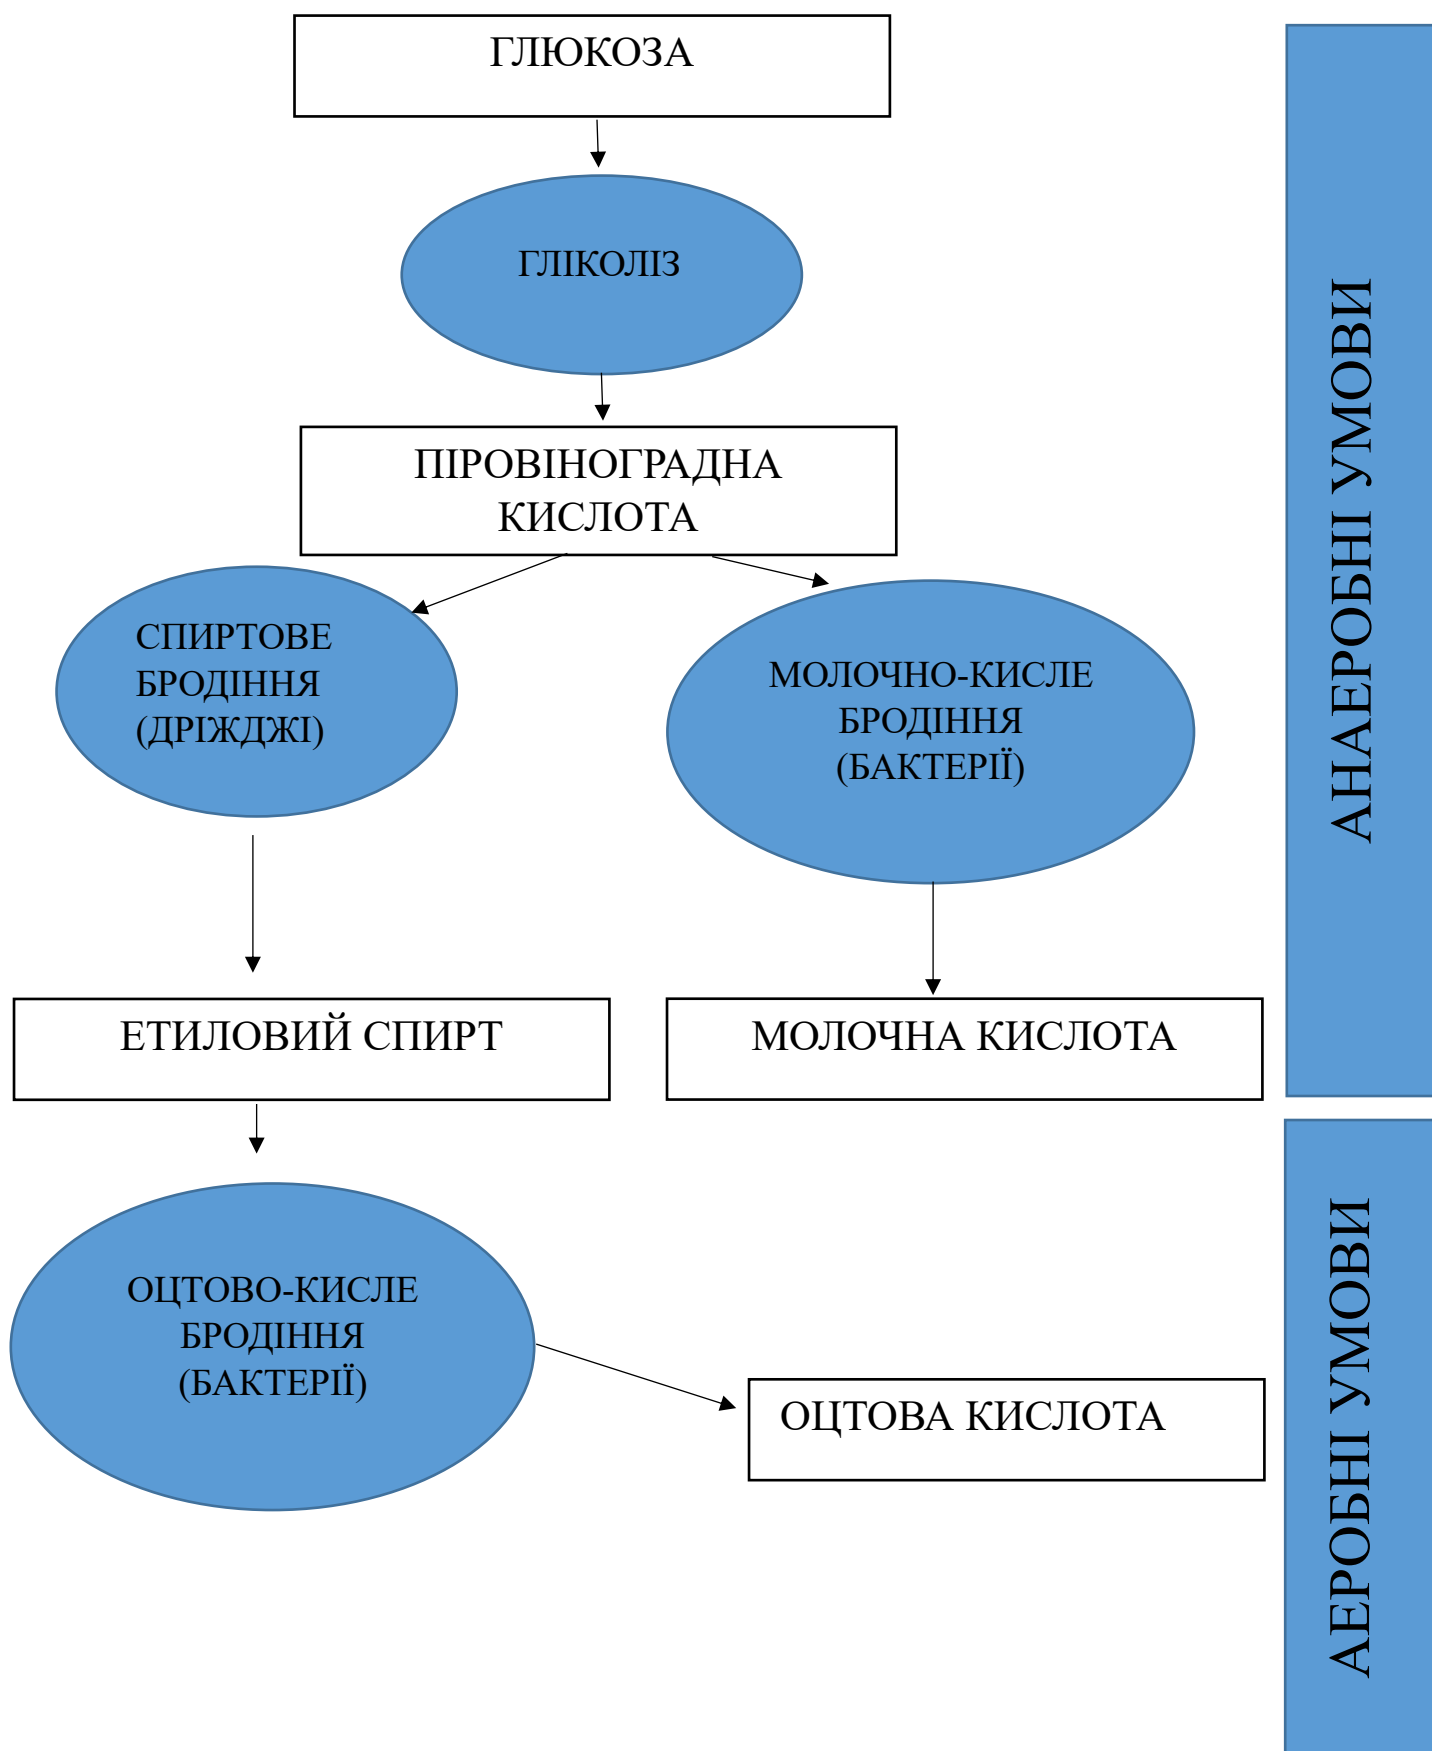 ГЛЮКОЗА
ГЛІКОЛІЗ
ПІРОВІНОГРАДНА
КИСЛОТА
СПИРТОВЕ
БРОДІННЯ
(ДРІЖДЖІ)
МОЛОЧНО-КИСЛЕ
БРОДІННЯ
(БАКТЕРІЇ)
ЕТИЛОВИЙ СПИРТ
МОЛОЧНА КИСЛОТА
АНАЕРОБНІ УМОВИ
ОЦТОВО-КИСЛЕ
БРОДІННЯ
(БАКТЕРІЇ)
ОЦТОВА КИСЛОТА
АЕРОБНІ УМОВИ